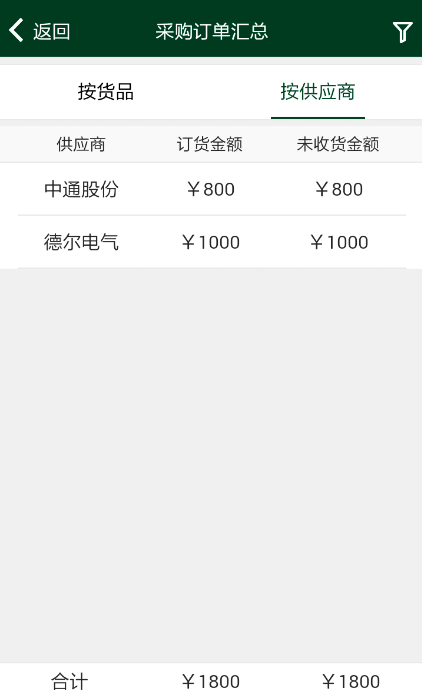 返回 采购订单汇总
按货品 按供应商
供应商 订货金额 未收货金额
中通股份 ￥800 ￥800
德尔电气 ￥1000 ￥1000
合计 ￥1800 ￥1800